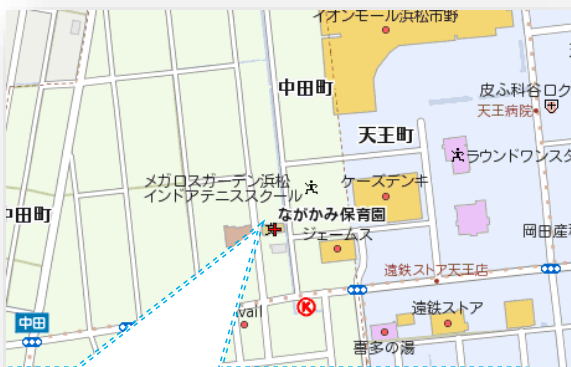 イオンモール浜松市野
中田町
皮ふ科谷口ク
天王病院
天王町
ラウンドワンスタ
メガロスガーデン浜松
インドアテニススクール
ケーズデンキ
中田町
ながかみ保育園
ジェームス
岡田産
遠鉄ストア天王店
K
vall
遠鉄ストア
中田
喜多の湯